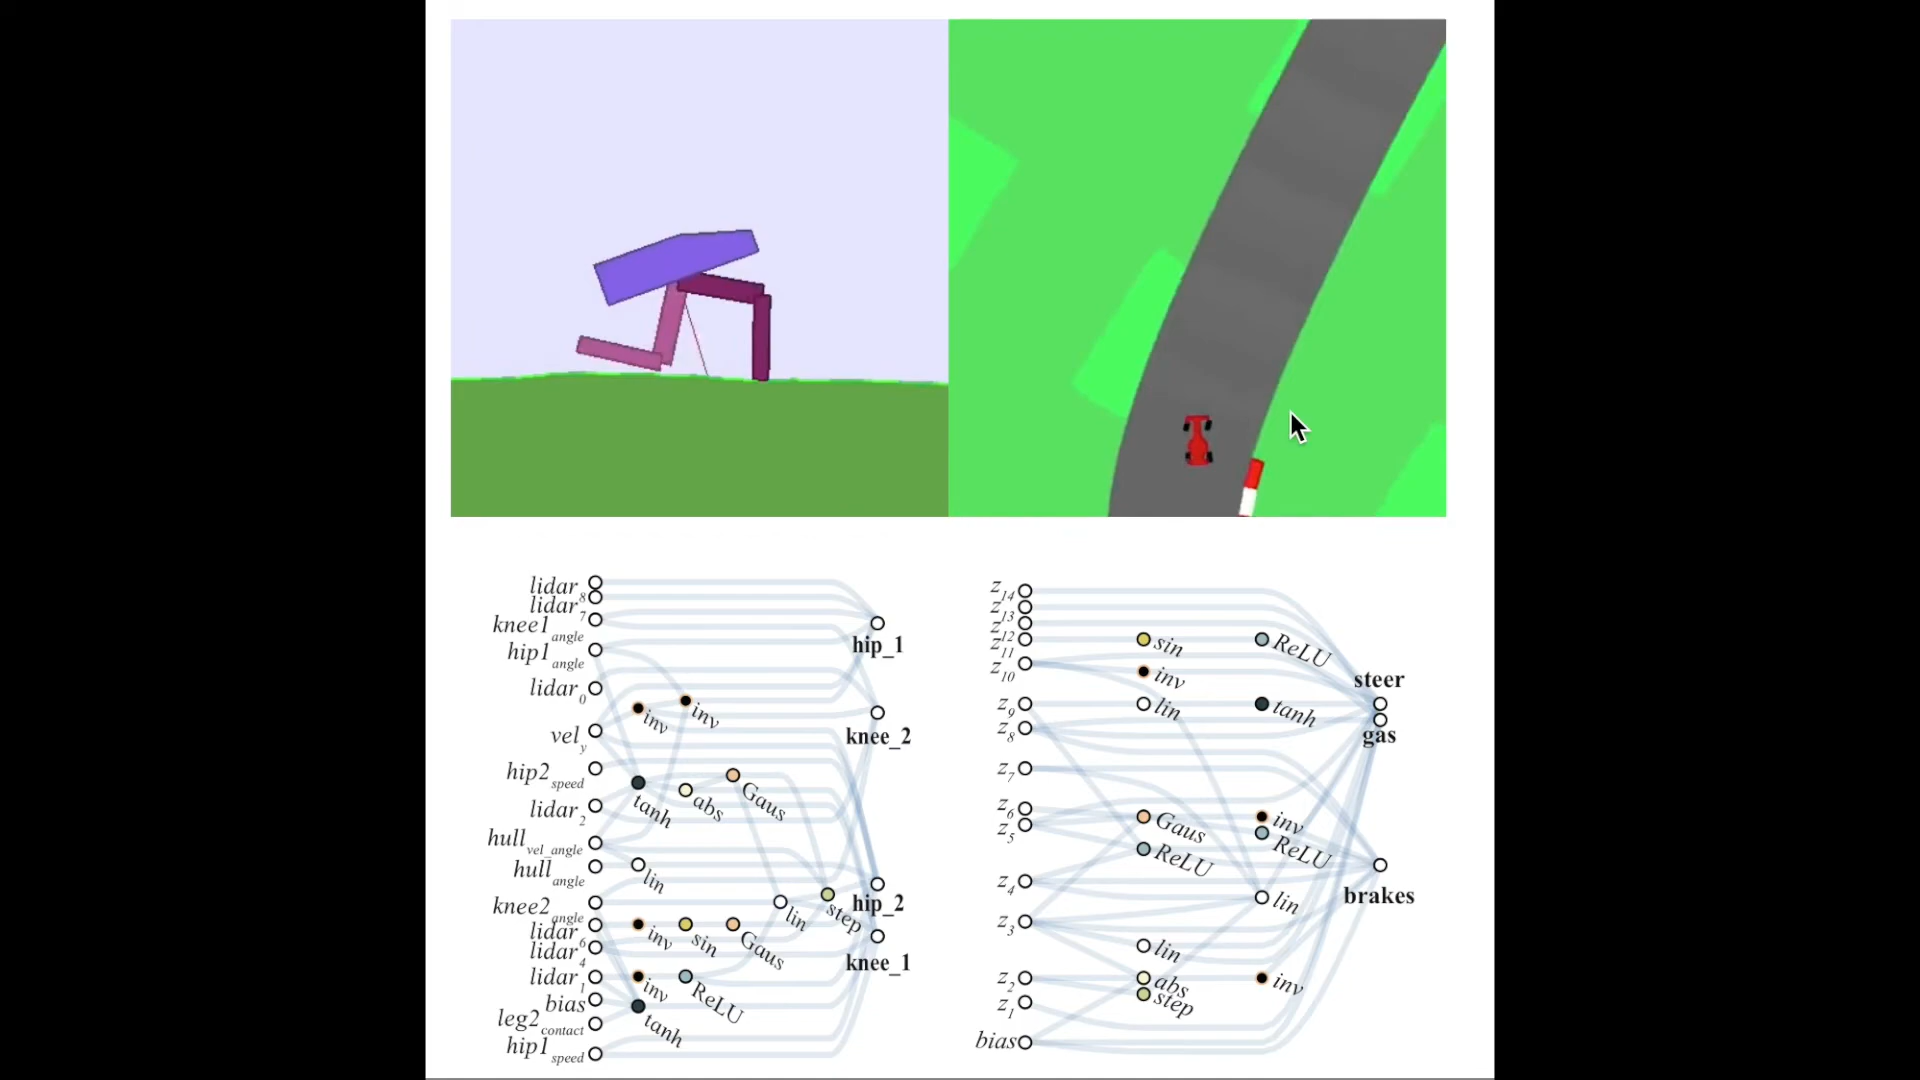 lidar8
lidar7
knee1angle
hip1angle
lidar0
vely
hip2speed
lidar2
hullvel_angle
hullangle
knee2angle
lidar6
lidar4
lidar1
bias
leg2contact
hip1speed
inv
inv
tanh
abs
Gaus
lin
inv
sin
Gaus
lin
step
inv
ReLU
tanh
hip_1
knee_2
hip_2
knee_1
z14
z13
z12
z11
z10
z9
z8
z7
z6
z5
z4
z3
z2
z1
bias
sin
ReLU
inv
lin
tanh
Gaus
inv
ReLU
ReLU
lin
lin
abs
inv
step
steer
gas
brakes